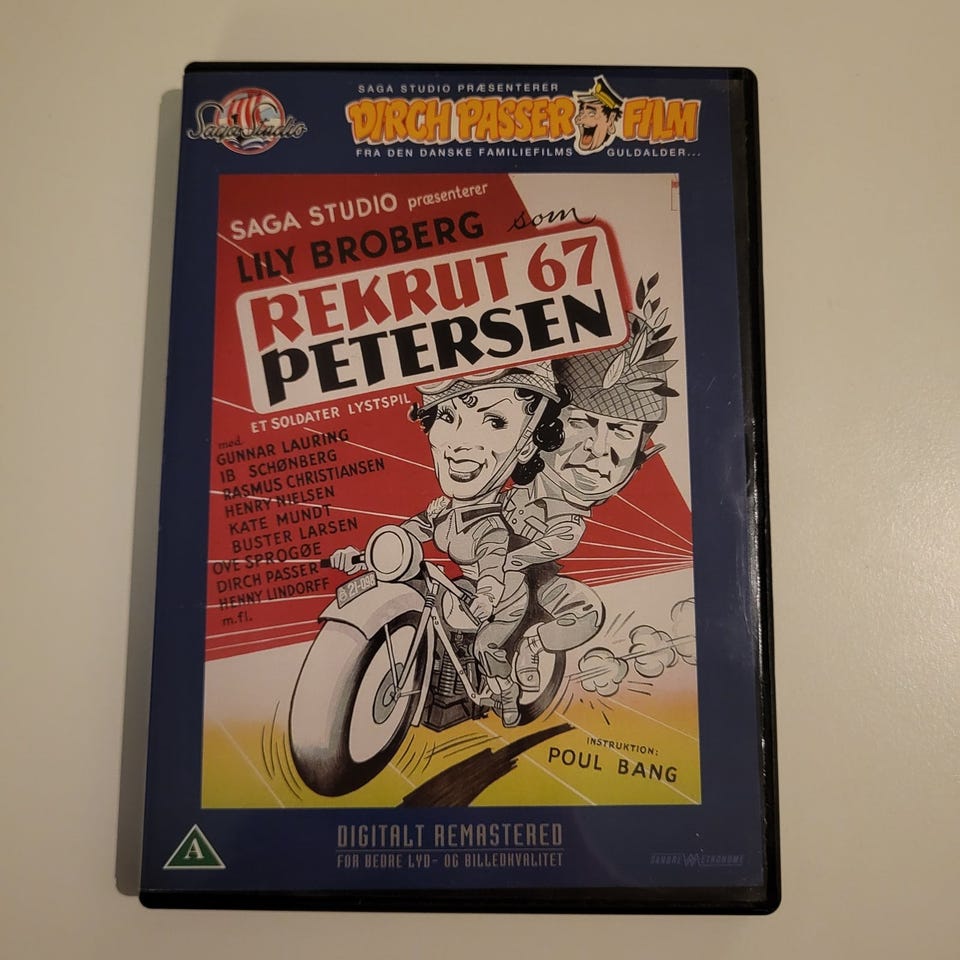 Saga Studio
SAGA STUDIO PRÆSENTERER
DIRCH PASSER FILM
FRA DEN DANSKE FAMILIEFILMS GULDALDER...
SAGA STUDIO præsenterer
LILY BROBERG som
REKRUT 67
PETERSEN
ET SOLDATER LYSTSPIL
med
GUNNAR LAURING
IB SCHØNBERG
RASMUS CHRISTIANSEN
HENRY NIELSEN
KATE MUNDT
BUSTER LARSEN
OVE SPROGØE
DIRCH PASSER
HENNY LINDORFF
m.fl.
INSTRUKTION:
POUL BANG
DIGITALT REMASTERED
FOR BEDRE LYD- OG BILLEDKVALITET
A
SANDREW METRONOME